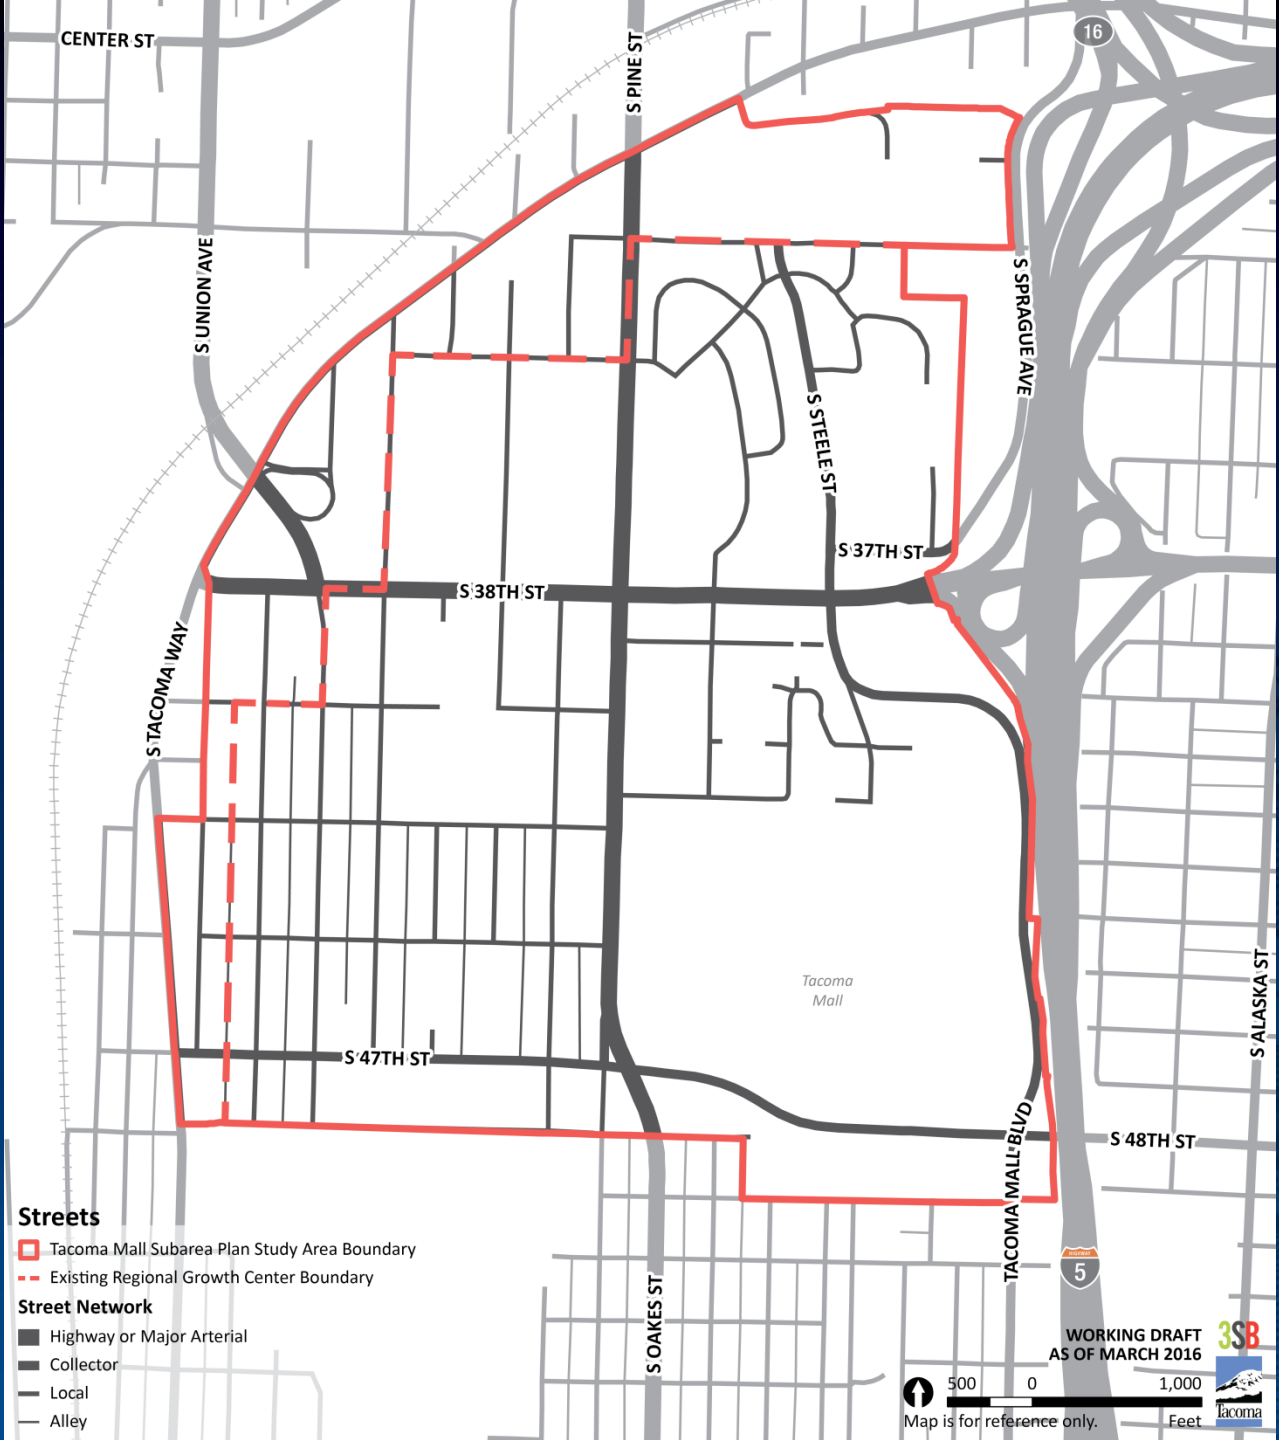 CENTER ST
S PINE ST
16
S UNION AVE
S SPRAGUE AVE
S STEELE ST
S 37TH ST
S 38TH ST
S TACOMA WAY
Tacoma
Mall
S ALASKA ST
S 47TH ST
TACOMA MALL BLVD
S 48TH ST
S OAKES ST
HIGHWAY
5
Streets
Tacoma Mall Subarea Plan Study Area Boundary
Existing Regional Growth Center Boundary
Street Network
Highway or Major Arterial
Collector
Local
Alley
WORKING DRAFT
AS OF MARCH 2016
3SB
500 0 1,000
Map is for reference only. Feet
Tacoma